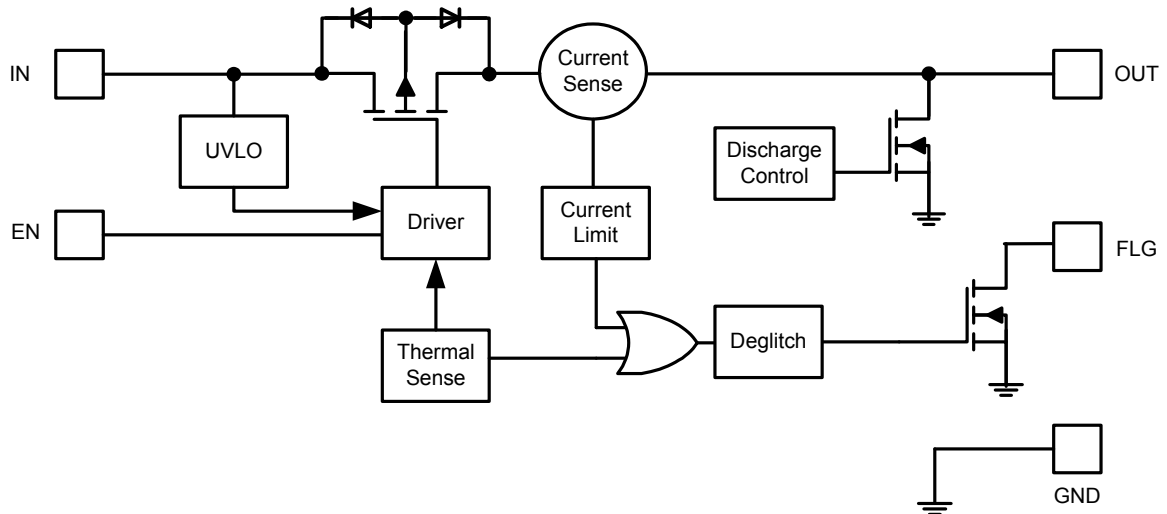 IN
Current
Sense
OUT
UVLO
Discharge
Control
EN
Driver
Current
Limit
FLG
Thermal
Sense
Deglitch
GND